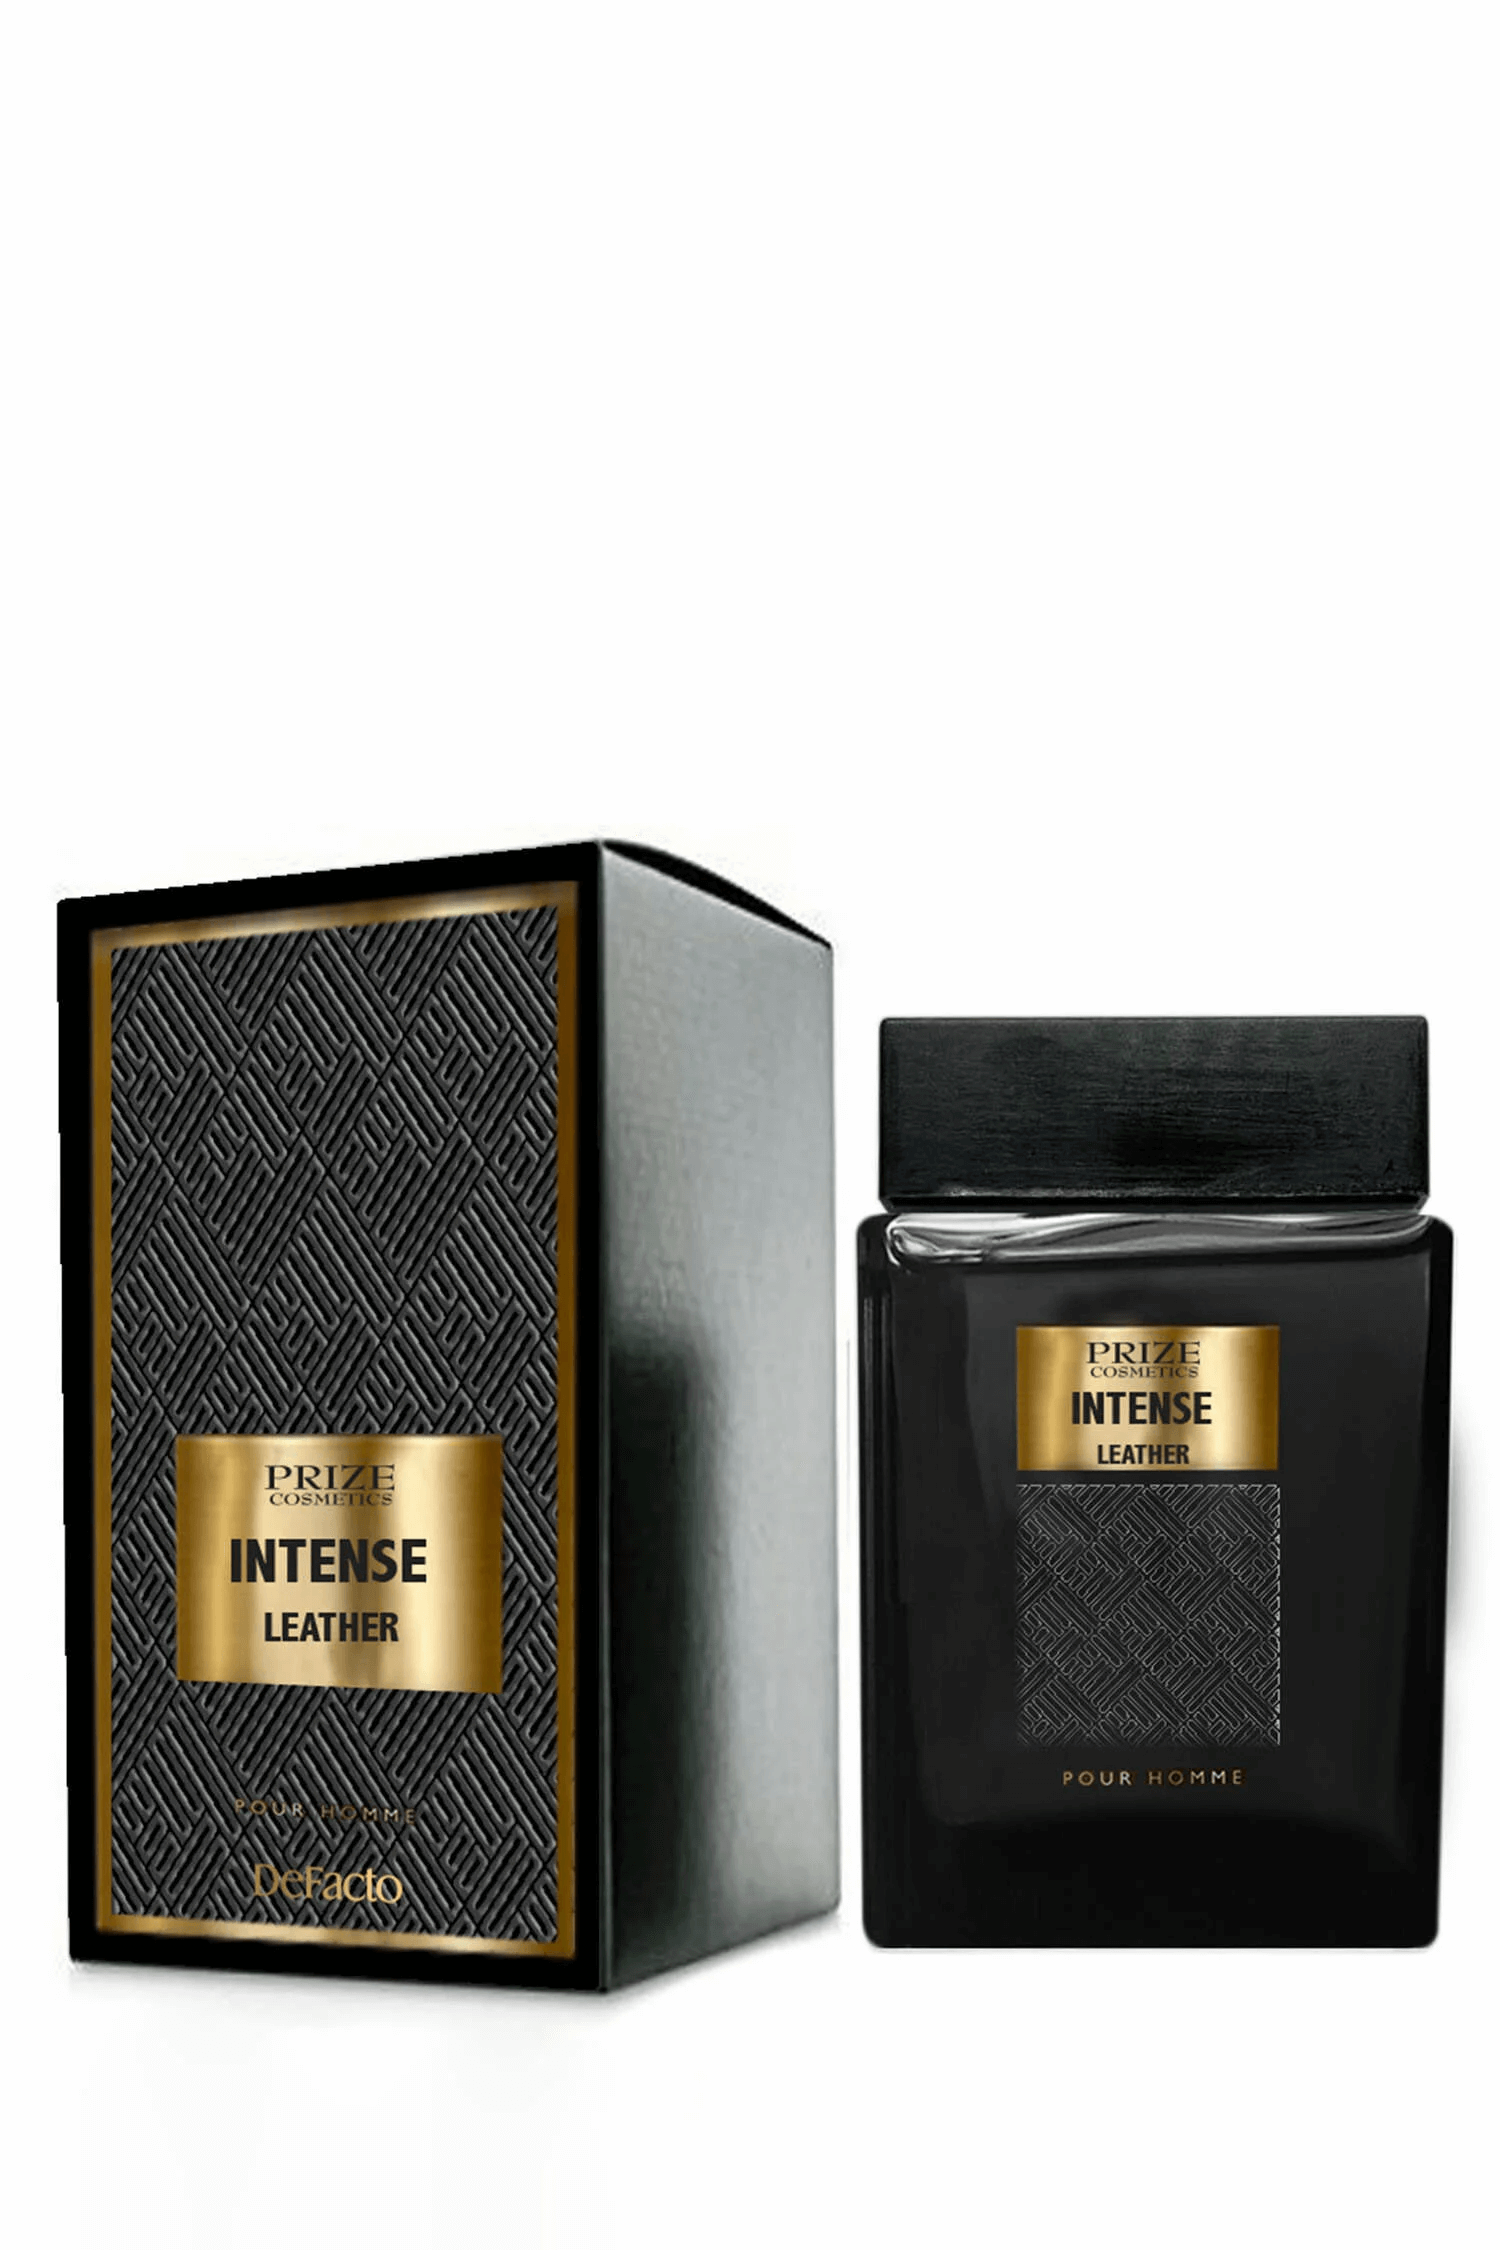 PRIZE
COSMETICS
INTENSE
LEATHER
POUR HOMME
DeFacto
PRIZE
COSMETICS
INTENSE
LEATHER
POUR HOMME